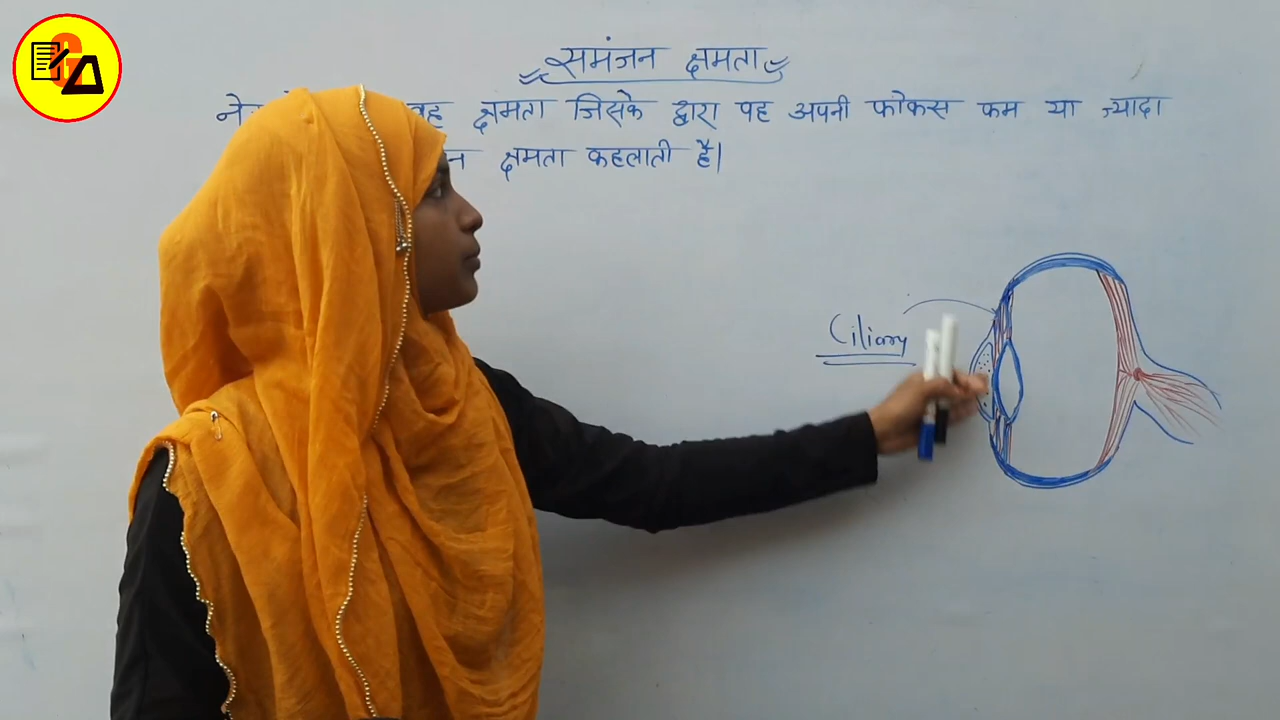 समंजन क्षमता
वह क्षमता जिसके द्वारा यह अपनी फोकस कम या ज्यादा
क्षमता कहलाती है।
Ciliary
G